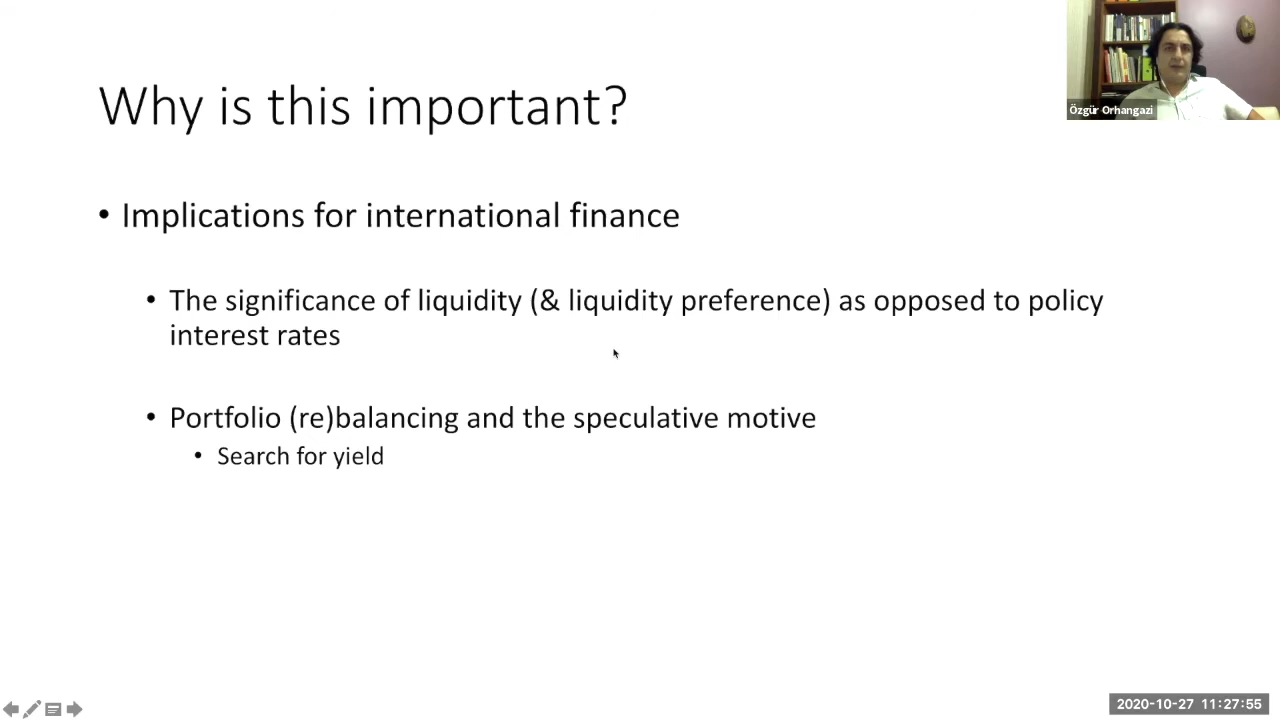 Özgür Orhangazi
Why is this important?
• Implications for international finance
• The significance of liquidity (& liquidity preference) as opposed to policy
interest rates
• Portfolio (re)balancing and the speculative motive
• Search for yield
2020-10-27 11:27:55